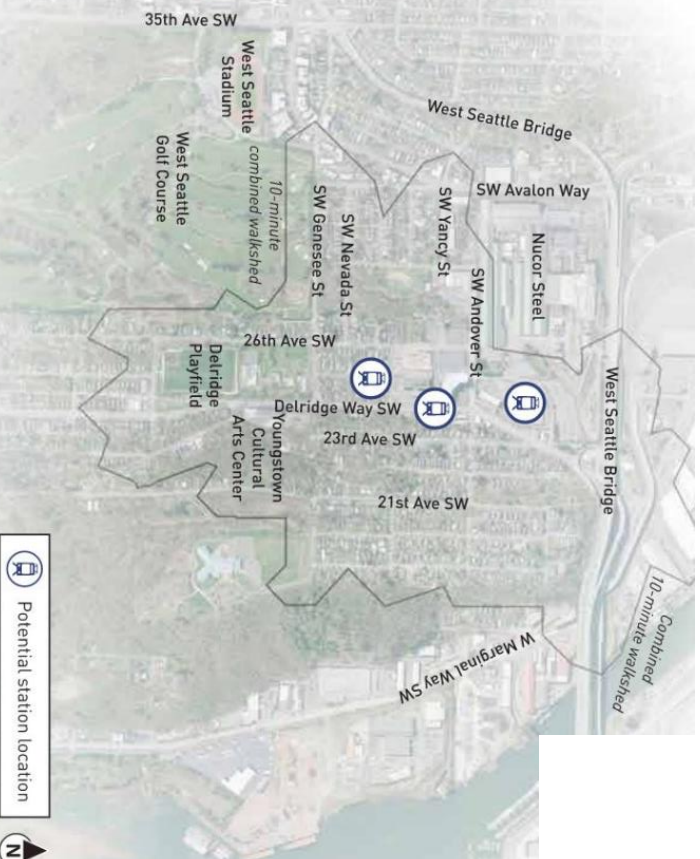 35th Ave SW
West Seattle
Stadium
West Seattle Bridge
West Seattle
Golf Course
10-minute
combined walkshed
SW Avalon Way
SW Genesee St
SW Nevada St
SW Yancy St
SW Andover St
Nucor Steel
26th Ave SW
Delridge
Playfield
Delridge Way SW
West Seattle Bridge
23rd Ave SW
Youngstown
Cultural
Arts Center
21st Ave SW
Combined
10-minute walkshed
W Marginal Way SW
Potential station location
N